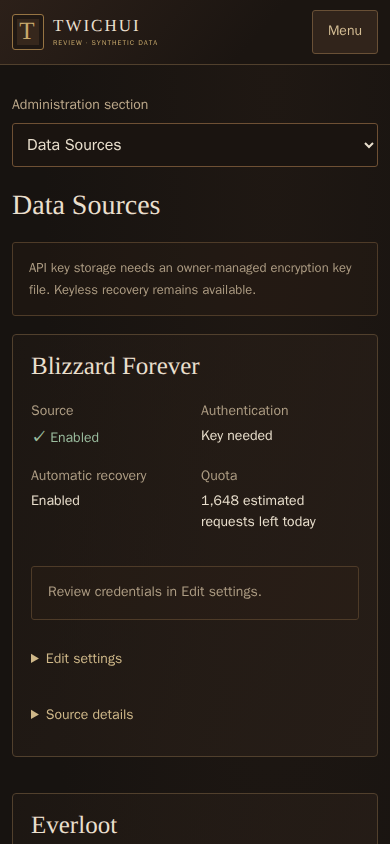 T
TWICHUI
REVIEW · SYNTHETIC DATA
Menu
Administration section
Data Sources
Data Sources
API key storage needs an owner-managed encryption key
file. Keyless recovery remains available.
Blizzard Forever
Source
Authentication
✓ Enabled
Key needed
Automatic recovery
Quota
Enabled
1,648 estimated
requests left today
Review credentials in Edit settings.
▶ Edit settings
▶ Source details
Everloot